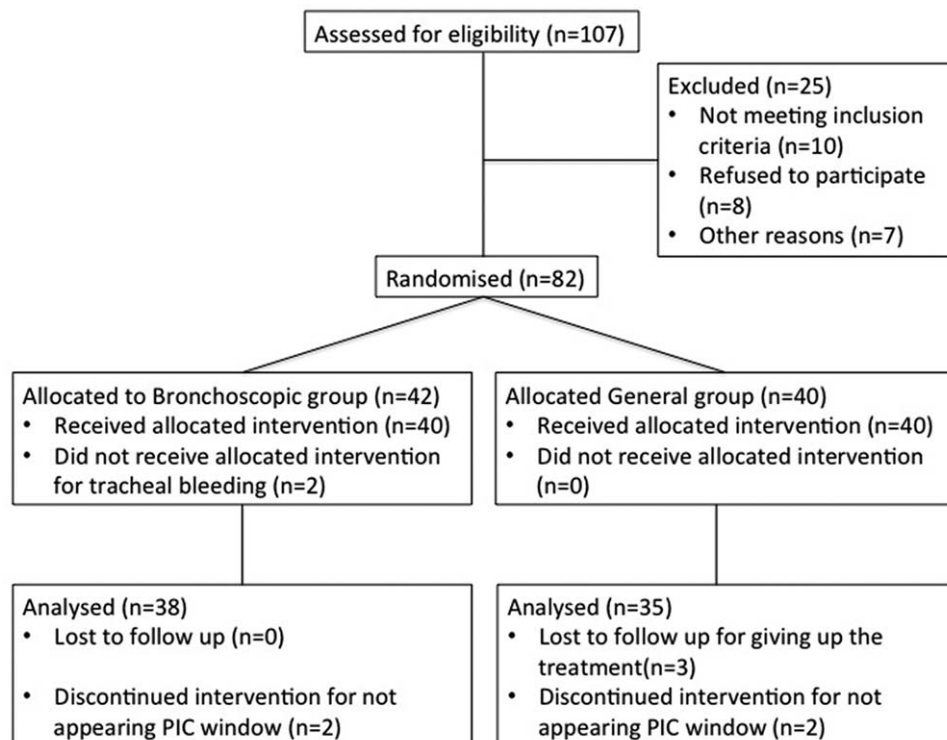 Assessed for eligibility (n=107)
Excluded (n=25)
• Not meeting inclusion
criteria (n=10)
• Refused to participate
(n=8)
• Other reasons (n=7)
Randomised (n=82)
Allocated to Bronchoscopic group (n=42)
• Received allocated intervention (n=40)
• Did not receive allocated intervention
for tracheal bleeding (n=2)
Allocated General group (n=40)
• Received allocated intervention (n=40)
• Did not receive allocated intervention
(n=0)
Analysed (n=38)
• Lost to follow up (n=0)
• Discontinued intervention for not
appearing PIC window (n=2)
Analysed (n=35)
• Lost to follow up for giving up the
treatment(n=3)
• Discontinued intervention for not
appearing PIC window (n=2)